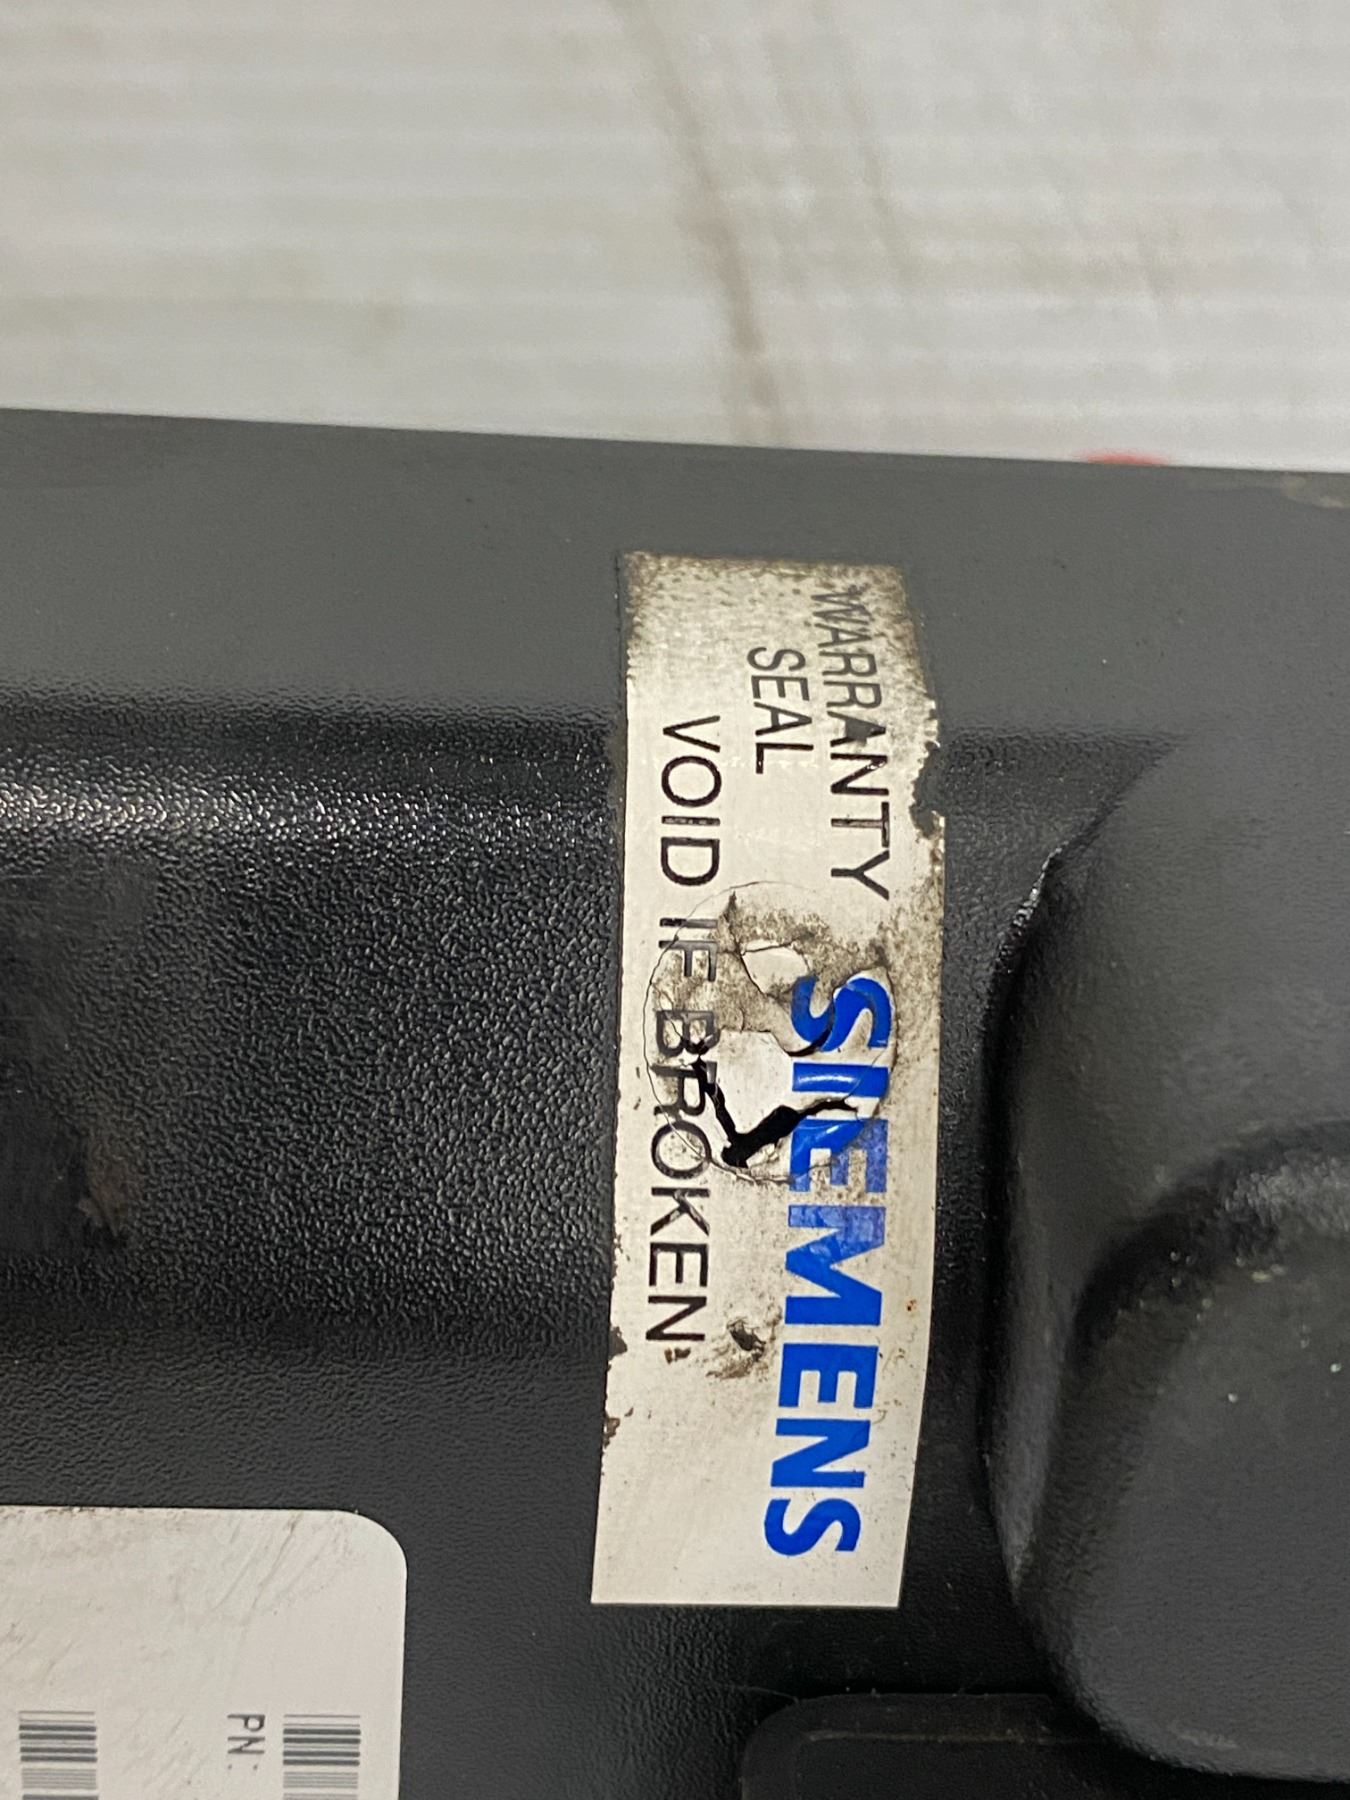 WARRANTY
SEAL
SIEMENS
VOID IF BROKEN
PN: